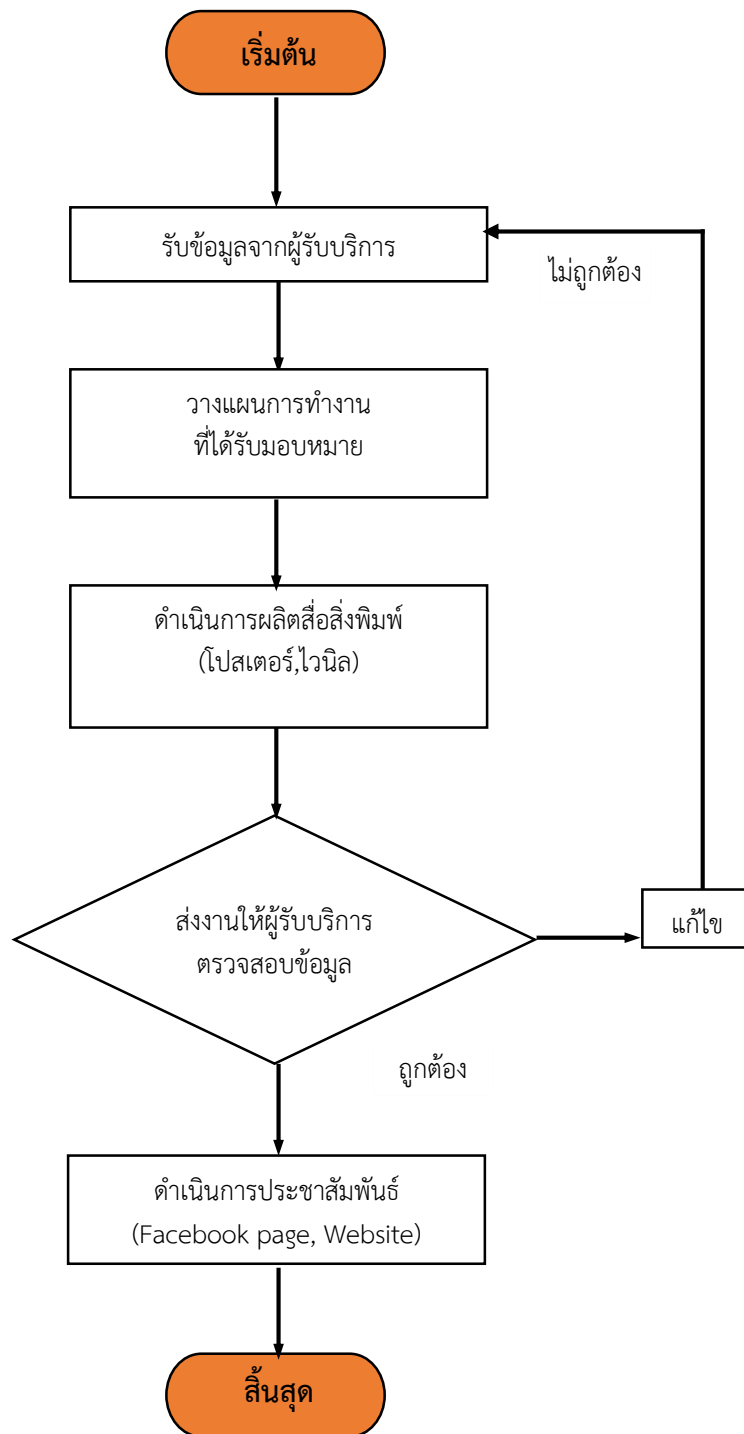 เริ่มต้น
รับข้อมูลจากผู้รับบริการ
ไม่ถูกต้อง
วางแผนการทำงาน
ที่ได้รับมอบหมาย
ดำเนินการผลิตสื่อสิ่งพิมพ์
(โปสเตอร์,ไวนิล)
ส่งงานให้ผู้รับบริการ
ตรวจสอบข้อมูล
แก้ไข
ถูกต้อง
ดำเนินการประชาสัมพันธ์
(Facebook page, Website)
สิ้นสุด